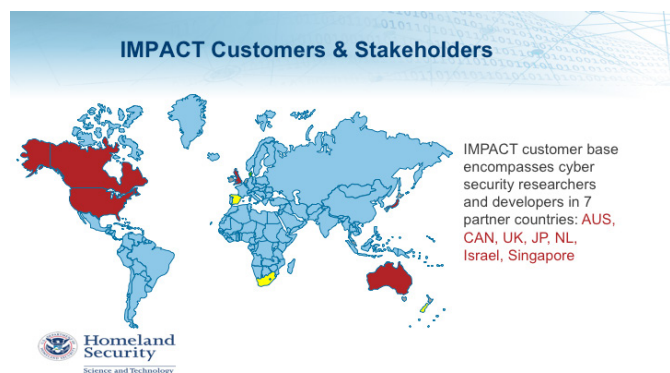 IMPACT Customers & Stakeholders
IMPACT customer base
encompasses cyber
security researchers
and developers in 7
partner countries: AUS,
CAN, UK, JP, NL,
Israel, Singapore
Homeland
Security
Science and Technology